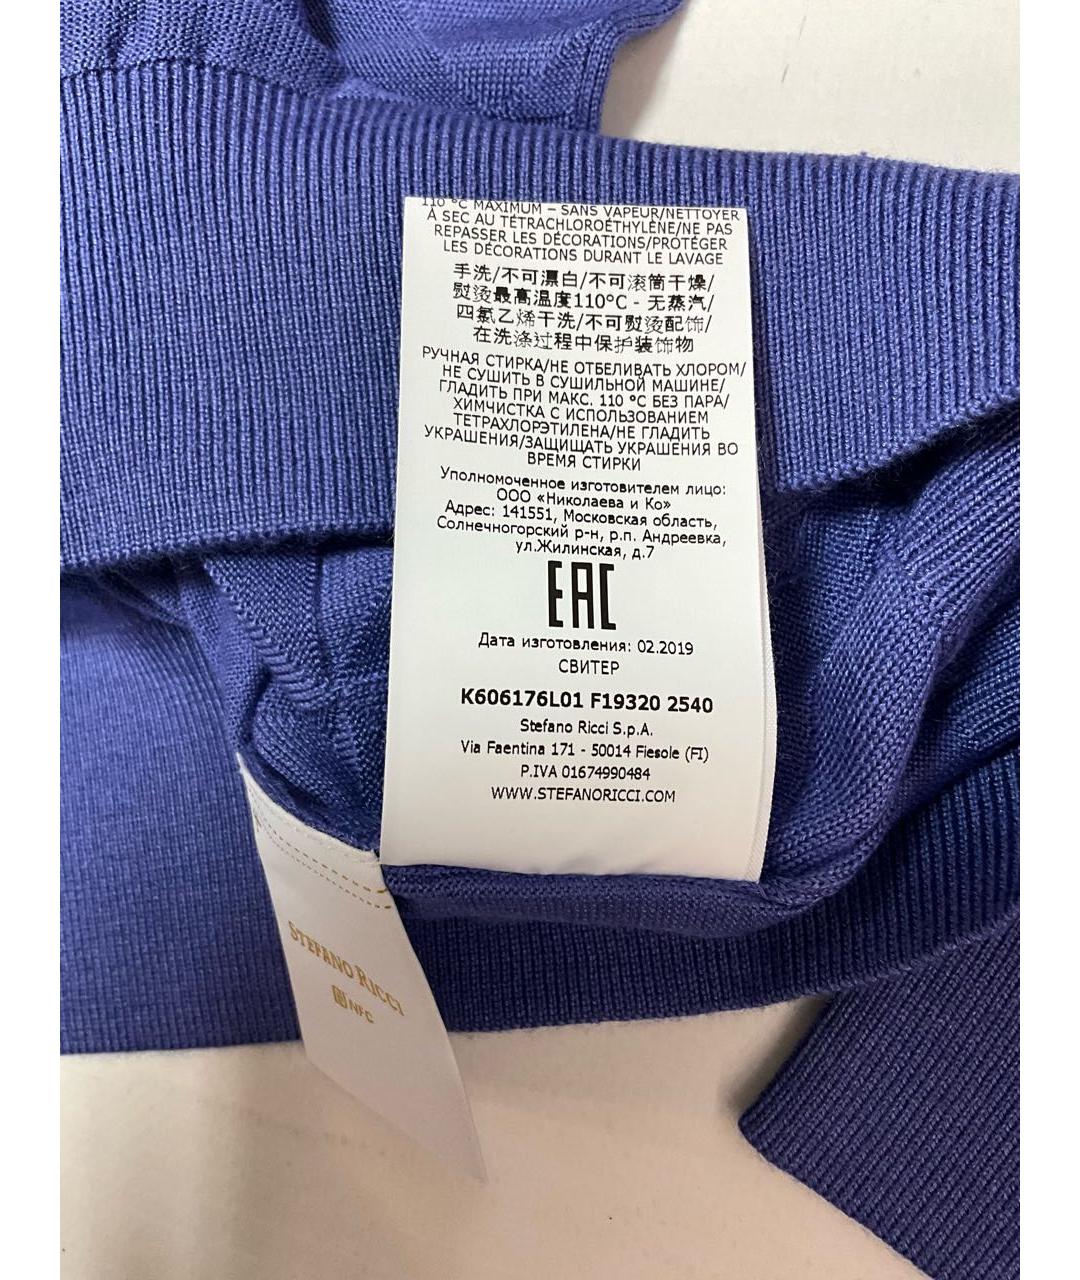 110 °C MAXIMUM – SANS VAPEUR/NETTOYER
À SEC AU TÉTRACHLOROÉTHYLÈNE/NE PAS
REPASSER LES DÉCORATIONS/PROTÉGER
LES DÉCORATIONS DURANT LE LAVAGE
手洗/不可漂白/不可滚筒干燥/
熨烫最高温度110°C - 无蒸汽/
四氯乙烯干洗/不可熨烫配饰/
在洗涤过程中保护装饰物
РУЧНАЯ СТИРКА/НЕ ОТБЕЛИВАТЬ ХЛОРОМ/
НЕ СУШИТЬ В СУШИЛЬНОЙ МАШИНЕ/
ГЛАДИТЬ ПРИ МАКС. 110 °C БЕЗ ПАРА/
ХИМЧИСТКА С ИСПОЛЬЗОВАНИЕМ
ТЕТРАХЛОРЭТИЛЕНА/НЕ ГЛАДИТЬ
УКРАШЕНИЯ/ЗАЩИЩАТЬ УКРАШЕНИЯ ВО
ВРЕМЯ СТИРКИ
Уполномоченное изготовителем лицо:
ООО «Николаева и Ко»
Адрес: 141551, Московская область,
Солнечногорский р-н, р.п. Андреевка,
ул.Жилинская, д.7
EAC
Дата изготовления: 02.2019
СВИТЕР
K606176L01 F19320 2540
Stefano Ricci S.p.A.
Via Faentina 171 - 50014 Fiesole (FI)
P.IVA 01674990484
WWW.STEFANORICCI.COM
STEFANO RICCI
NFC